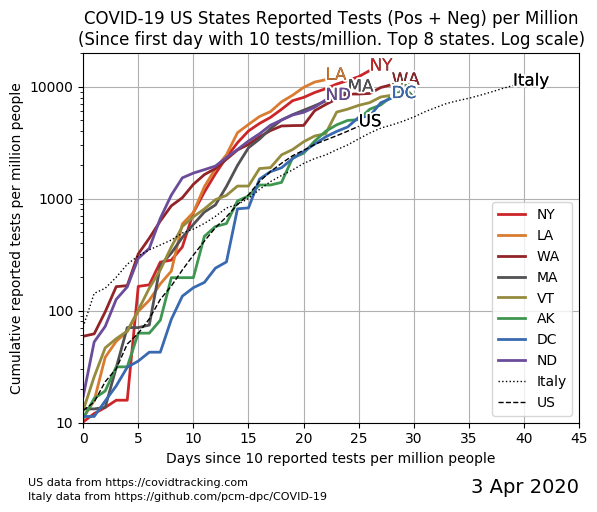 COVID-19 US States Reported Tests (Pos + Neg) per Million
(Since first day with 10 tests/million. Top 8 states. Log scale)
Cumulative reported tests per million people
10000
1000
100
10
NY
LA
WA
MA
Italy
ND
DC
US
NY
LA
WA
MA
VT
AK
DC
ND
Italy
US
0 5 10 15 20 25 30 35 40 45
Days since 10 reported tests per million people
US data from https://covidtracking.com
Italy data from https://github.com/pcm-dpc/COVID-19
3 Apr 2020